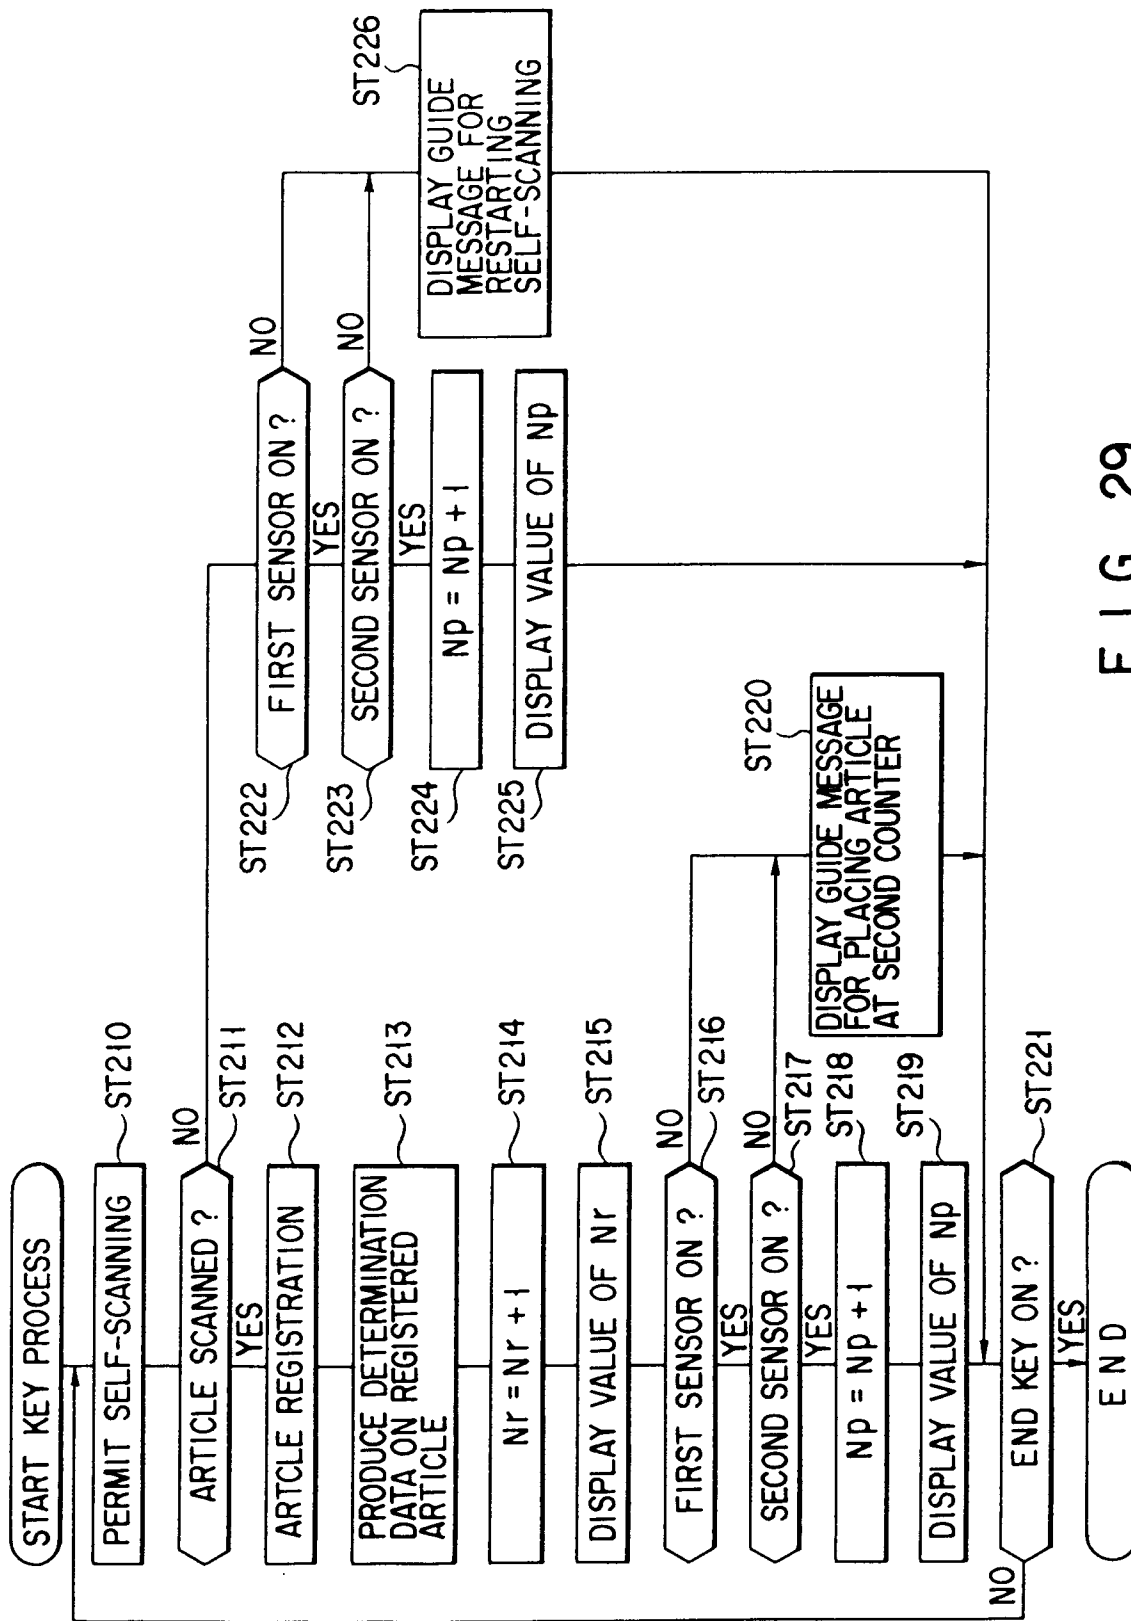 START KEY PROCESS
PERMIT SELF-SCANNING
ST210
ARTICLE SCANNED ?
NO
ST211
YES
ARTCLE REGISTRATION
ST212
PRODUCE DETERMINATION
DATA ON REGISTERED
ARTICLE
ST213
Nr = Nr + 1
ST214
DISPLAY VALUE OF Nr
ST215
FIRST SENSOR ON ?
NO
ST216
YES
SECOND SENSOR ON ?
NO
ST217
YES
Np = Np + 1
ST218
DISPLAY VALUE OF Np
ST219
END KEY ON ?
ST221
NO
YES
END
ST220
DISPLAY GUIDE MESSAGE
FOR PLACING ARTICLE
AT SECOND COUNTER
ST222
FIRST SENSOR ON ?
NO
YES
ST223
SECOND SENSOR ON ?
NO
YES
ST224
Np = Np + 1
ST225
DISPLAY VALUE OF Np
ST226
DISPLAY GUIDE
MESSAGE FOR
RESTARTING
SELF-SCANNING
FIG 29